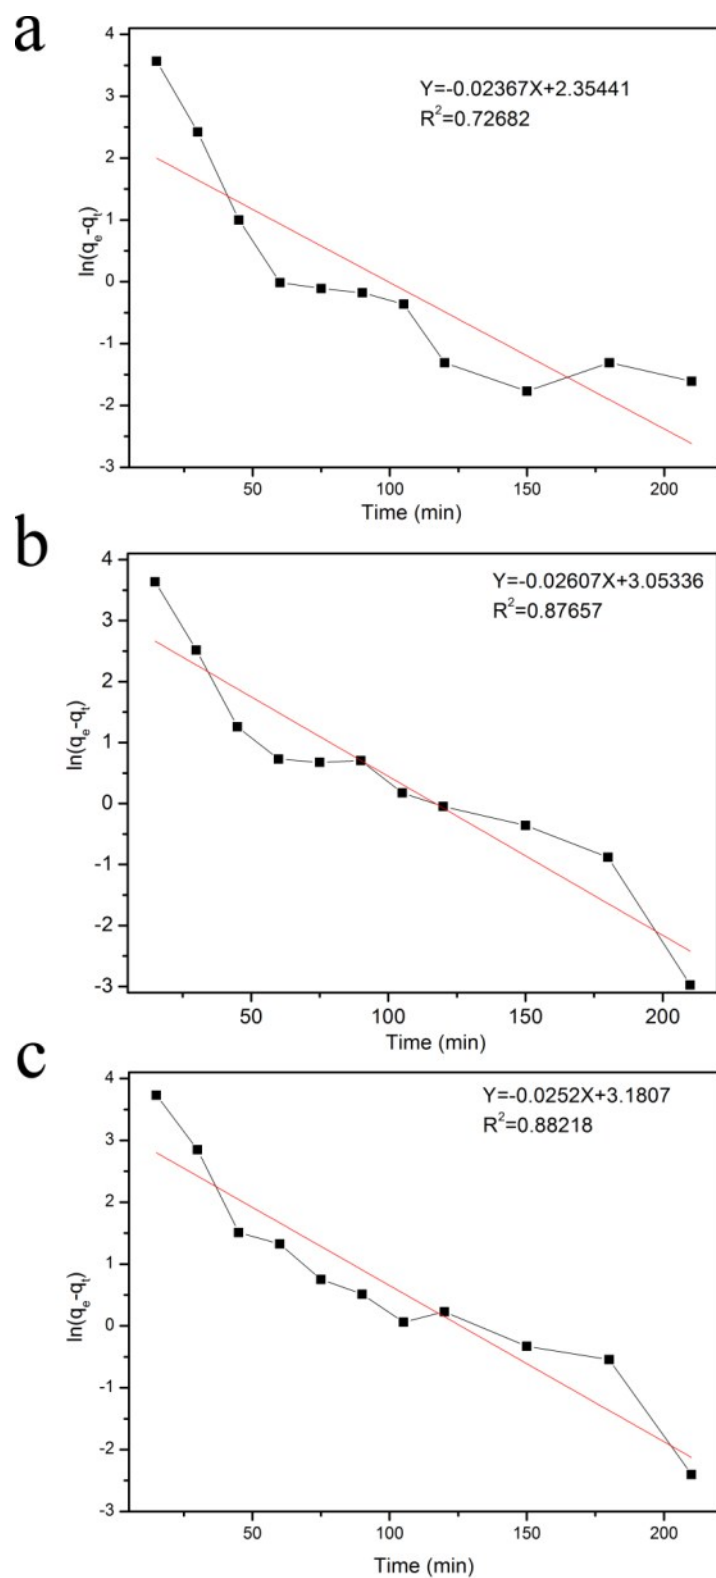 a
Y=-0.02367X+2.35441
R²=0.72682
4
3
2
1
0
-1
-2
-3
ln(qₑ-qₜ)
50 100 150 200
Time (min)
b
Y=-0.02607X+3.05336
R²=0.87657
4
3
2
1
0
-1
-2
-3
ln(qₑ-qₜ)
50 100 150 200
Time (min)
c
Y=-0.0252X+3.1807
R²=0.88218
4
3
2
1
0
-1
-2
-3
ln(qₑ-qₜ)
50 100 150 200
Time (min)